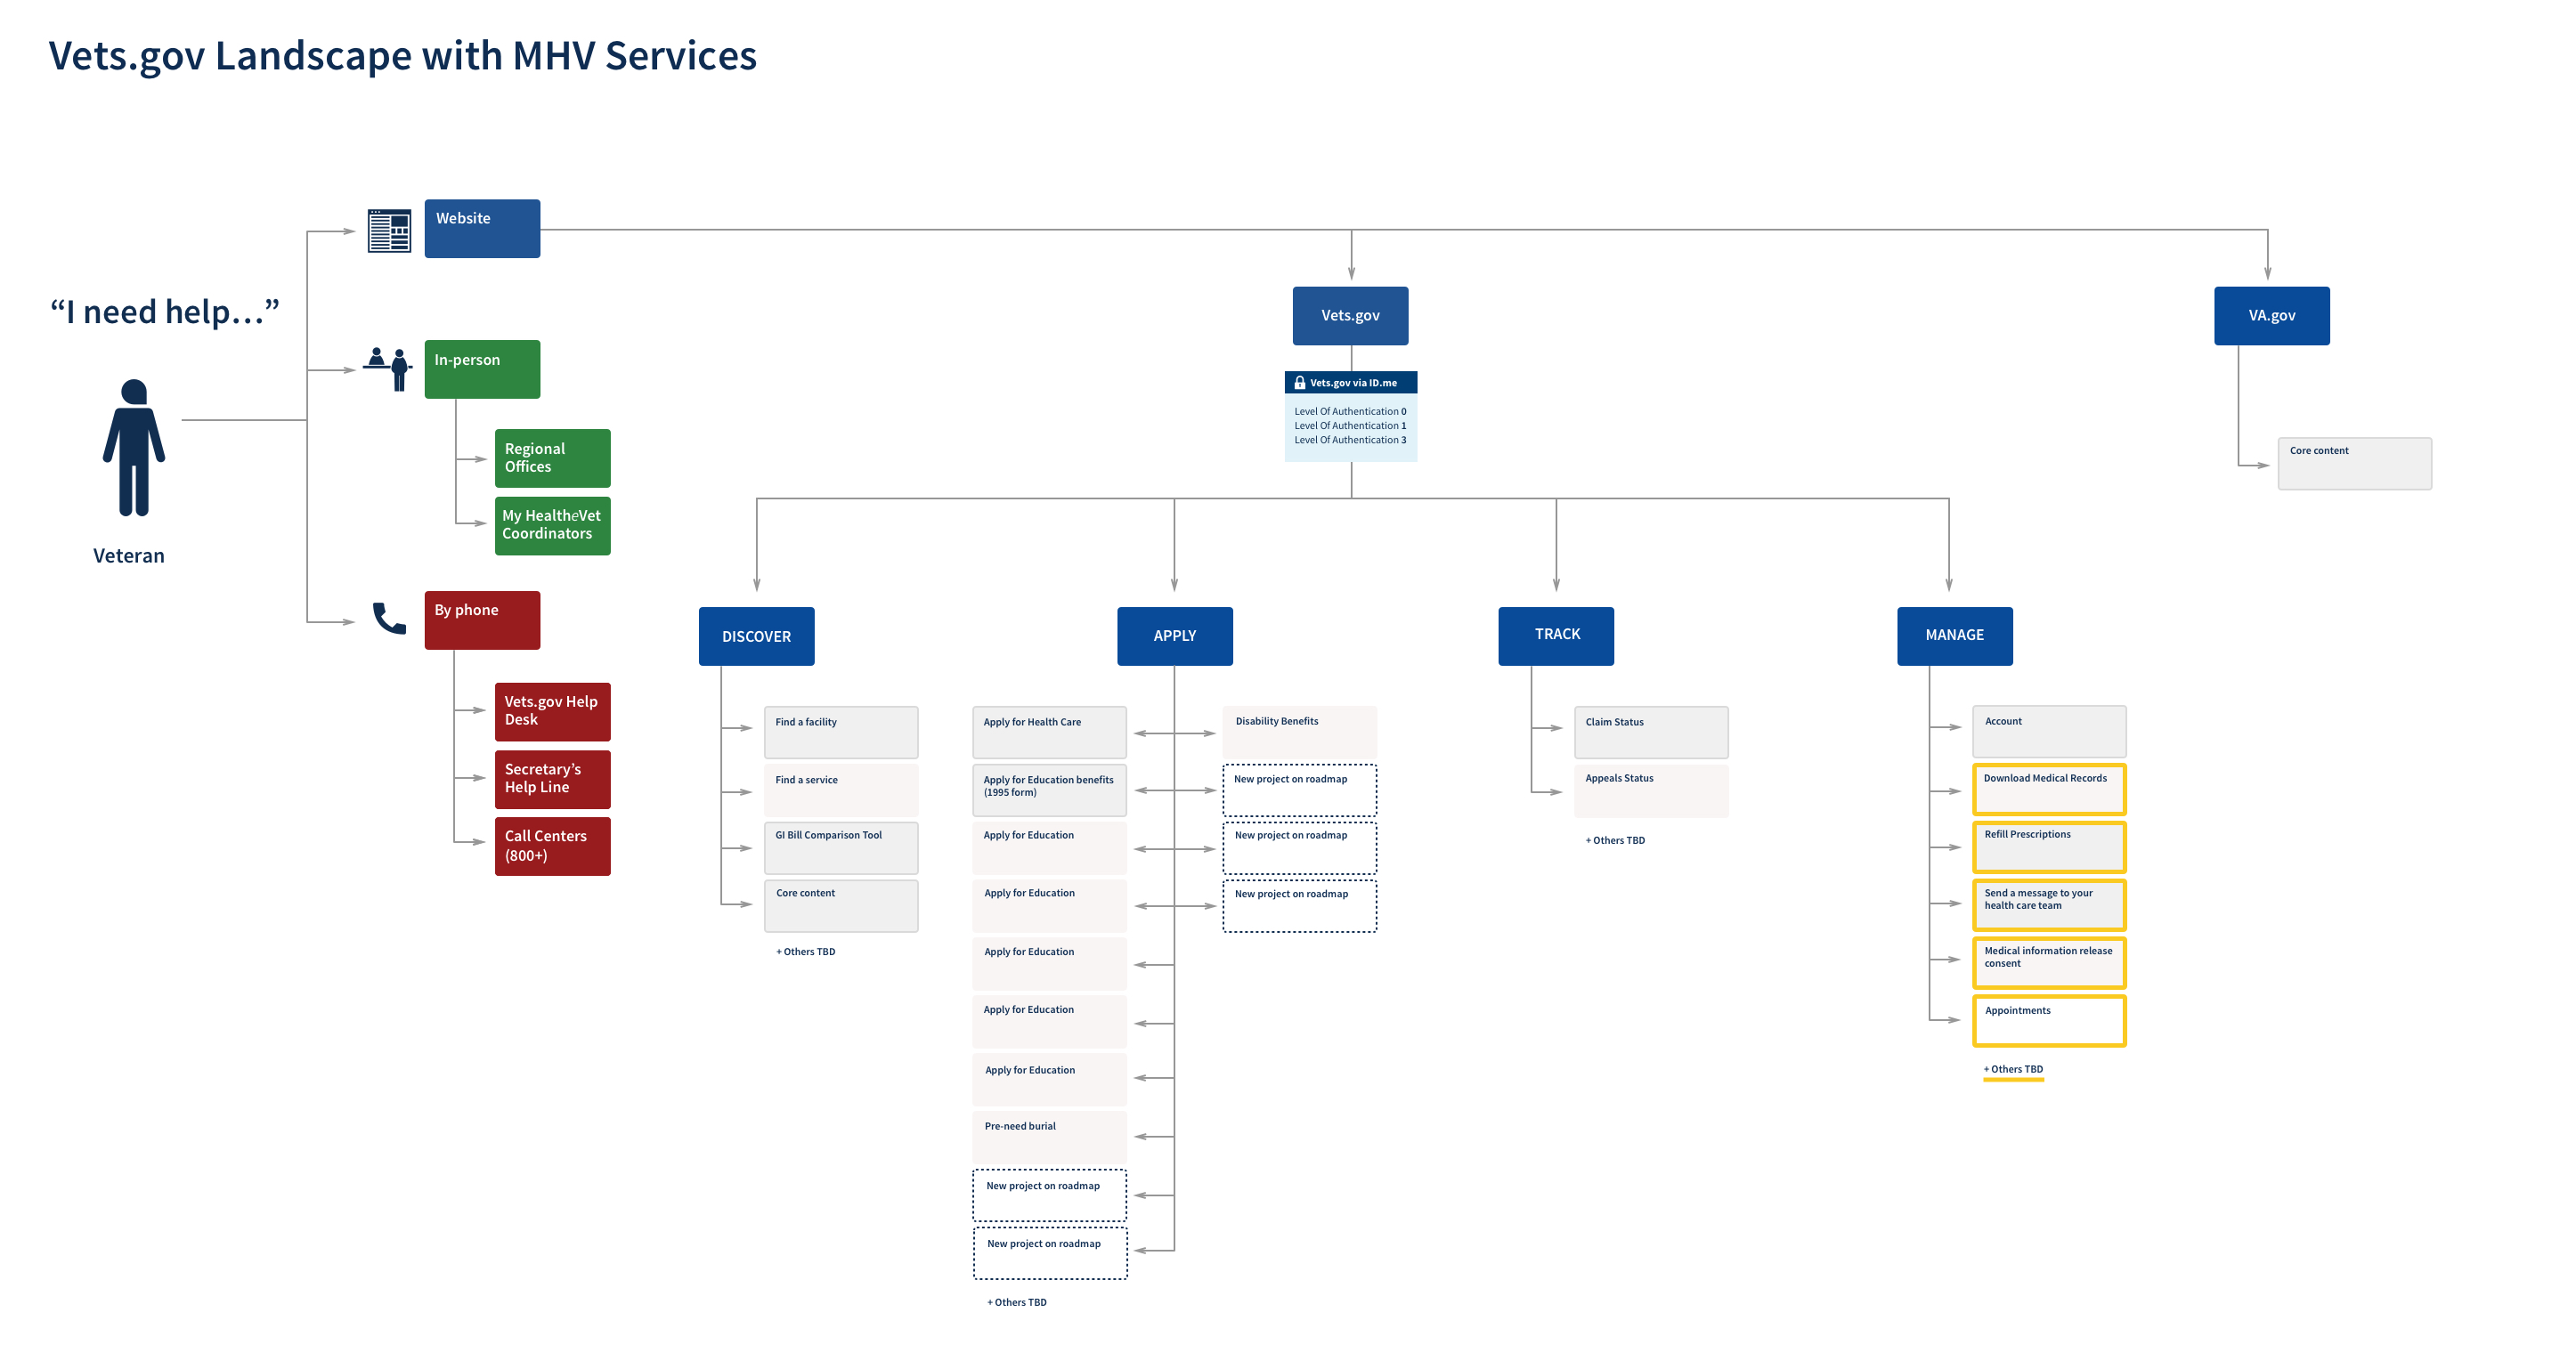 Vets.gov Landscape with MHV Services
“I need help...”
Veteran
Website
In-person
Regional
Offices
My HealtheVet
Coordinators
By phone
Vets.gov Help
Desk
Secretary’s
Help Line
Call Centers
(800+)
Vets.gov
Vets.gov via ID.me
Level Of Authentication 0
Level Of Authentication 1
Level Of Authentication 3
VA.gov
Core content
DISCOVER
Find a facility
Find a service
GI Bill Comparison Tool
Core content
+ Others TBD
APPLY
Apply for Health Care
Apply for Education benefits
(1995 form)
Apply for Education
Apply for Education
Apply for Education
Apply for Education
Apply for Education
Pre-need burial
New project on roadmap
New project on roadmap
+ Others TBD
Disability Benefits
New project on roadmap
New project on roadmap
New project on roadmap
TRACK
Claim Status
Appeals Status
+ Others TBD
MANAGE
Account
Download Medical Records
Refill Prescriptions
Send a message to your
health care team
Medical information release
consent
Appointments
+ Others TBD